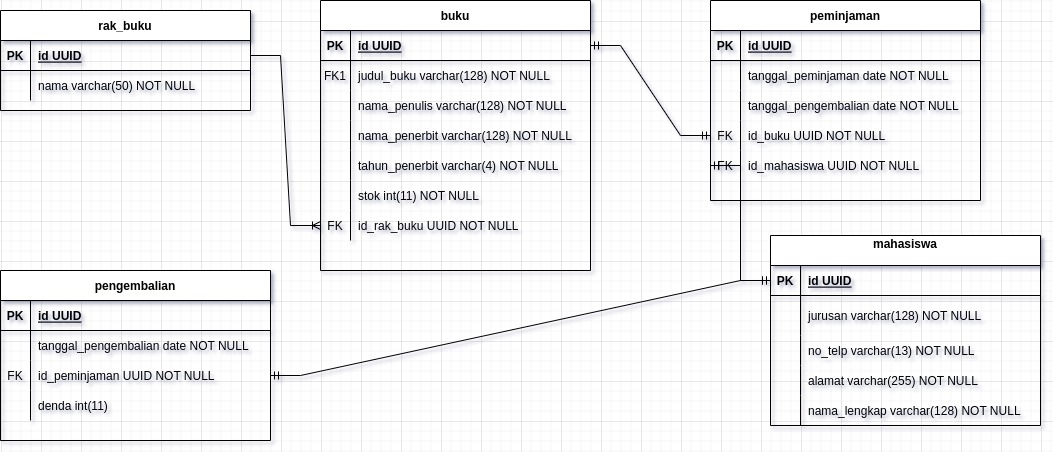 rak_buku
PK id UUID
nama varchar(50) NOT NULL
buku
PK id UUID
FK1 judul_buku varchar(128) NOT NULL
nama_penulis varchar(128) NOT NULL
nama_penerbit varchar(128) NOT NULL
tahun_penerbit varchar(4) NOT NULL
stok int(11) NOT NULL
FK id_rak_buku UUID NOT NULL
peminjaman
PK id UUID
tanggal_peminjaman date NOT NULL
tanggal_pengembalian date NOT NULL
FK id_buku UUID NOT NULL
FK id_mahasiswa UUID NOT NULL
pengembalian
PK id UUID
tanggal_pengembalian date NOT NULL
FK id_peminjaman UUID NOT NULL
denda int(11)
mahasiswa
PK id UUID
jurusan varchar(128) NOT NULL
no_telp varchar(13) NOT NULL
alamat varchar(255) NOT NULL
nama_lengkap varchar(128) NOT NULL